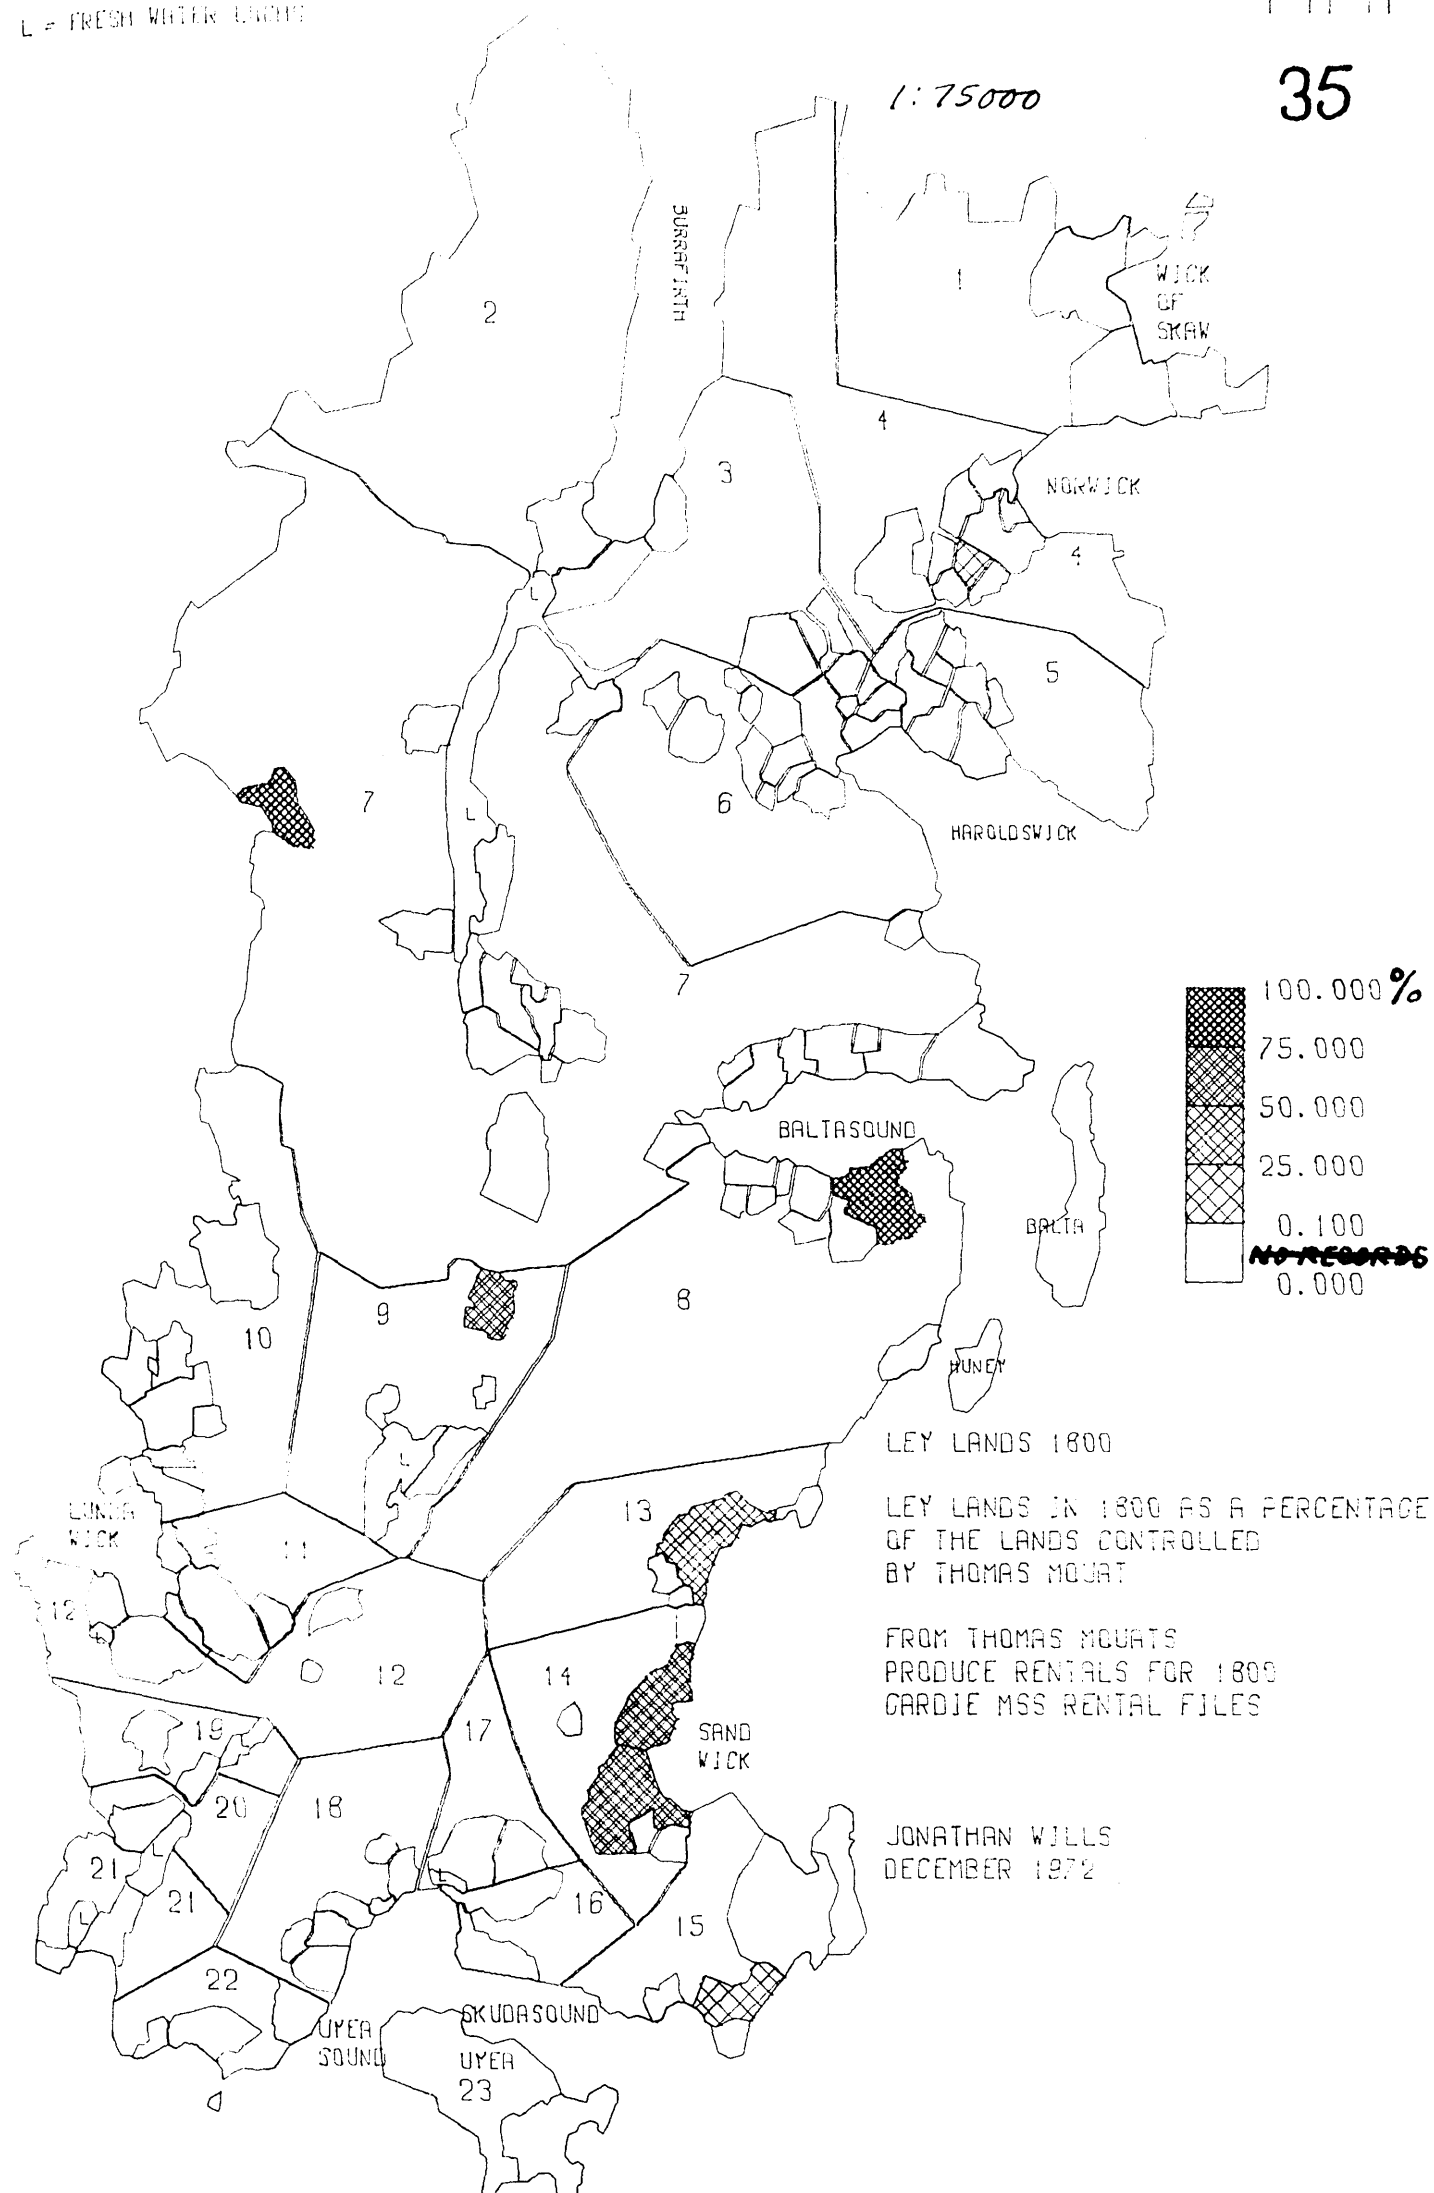 L = FRESH WATER LOCHS
1:75000
35
BURRAFIRTH
1
WICK
OF
SKAW
2
4
3
NORWICK
4
L
5
7
6
L
HAROLDSWICK
7
100.000%
75.000
50.000
25.000
0.100
NO RECORDS
0.000
BALTASOUND
BALTA
8
9
10
HUNEY
L
LEY LANDS 1800
13
LEY LANDS IN 1800 AS A PERCENTAGE
OF THE LANDS CONTROLLED
BY THOMAS MOUAT
LUNDA
WICK
11
12
L
12
14
FROM THOMAS MOUATS
PRODUCE RENTALS FOR 1800
GARDIE MSS RENTAL FILES
19
17
SAND
WICK
20
18
JONATHAN WILLS
DECEMBER 1972
21
L
21
L
L
16
15
22
SKUDASOUND
UYEA
SOUND
UYEA
23